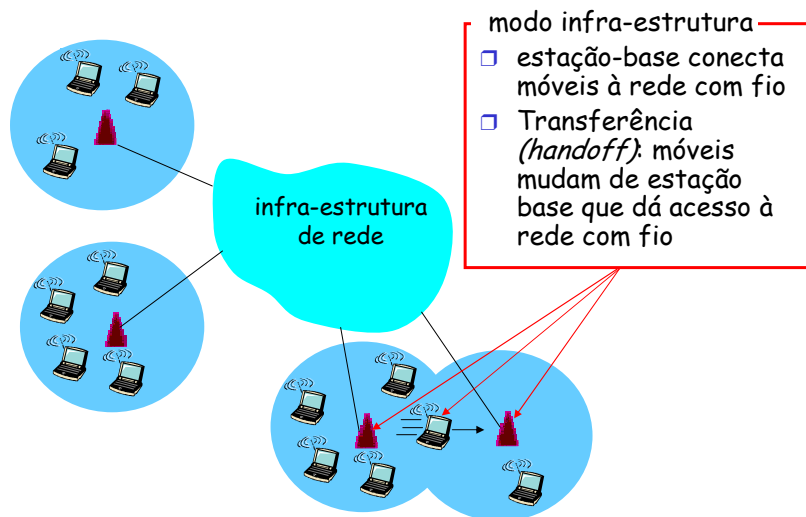 modo infra-estrutura
estação-base conecta
móveis à rede com fio
Transferência
(handoff): móveis
mudam de estação
base que dá acesso à
rede com fio
infra-estrutura
de rede